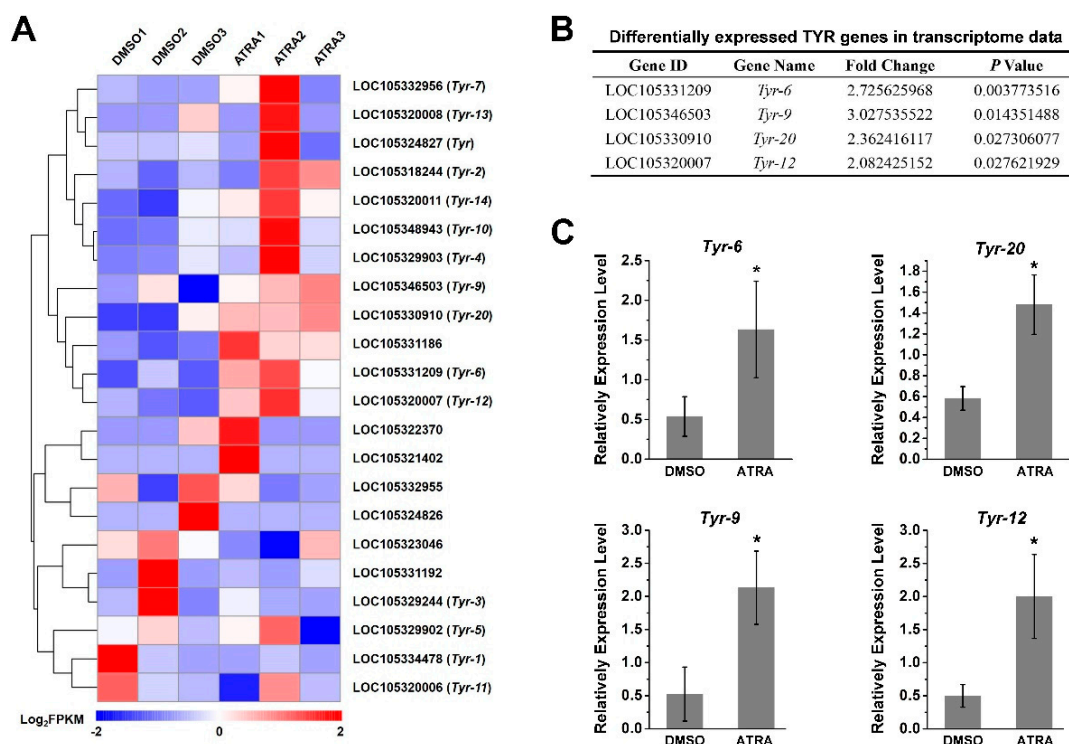 A
DMSO1 DMSO2 DMSO3 ATRA1 ATRA2 ATRA3
LOC105332956 (Tyr-7)
LOC105320008 (Tyr-13)
LOC105324827 (Tyr)
LOC105318244 (Tyr-2)
LOC105320011 (Tyr-14)
LOC105348943 (Tyr-10)
LOC105329903 (Tyr-4)
LOC105346503 (Tyr-9)
LOC105330910 (Tyr-20)
LOC105331186
LOC105331209 (Tyr-6)
LOC105320007 (Tyr-12)
LOC105322370
LOC105321402
LOC105332955
LOC105324826
LOC105323046
LOC105331192
LOC105329244 (Tyr-3)
LOC105329902 (Tyr-5)
LOC105334478 (Tyr-1)
LOC105320006 (Tyr-11)
Log₂FPKM
-2 0 2
B
Differentially expressed TYR genes in transcriptome data
Gene ID Gene Name Fold Change P Value
LOC105331209 Tyr-6 2.725625968 0.003773516
LOC105346503 Tyr-9 3.027535522 0.014351488
LOC105330910 Tyr-20 2.362416117 0.027306077
LOC105320007 Tyr-12 2.082425152 0.027621929
C
Tyr-6
Relatively Expression Level
2.5
2.0
1.5
1.0
0.5
0.0
*
DMSO ATRA
Tyr-20
Relatively Expression Level
1.8
1.6
1.4
1.2
1.0
0.8
0.6
0.4
0.2
0.0
*
DMSO ATRA
Tyr-9
Relatively Expression Level
3.0
2.5
2.0
1.5
1.0
0.5
0.0
*
DMSO ATRA
Tyr-12
Relatively Expression Level
3.0
2.5
2.0
1.5
1.0
0.5
0.0
*
DMSO ATRA